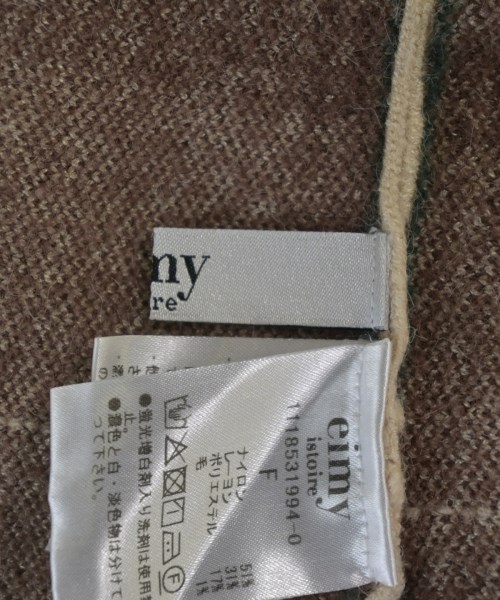 my
re
eimy
istoire
1118531994-0
F
ナイロン 51%
レーヨン 31%
ポリエステル 17%
毛 1%
●蛍光増白剤入り洗剤は使用
止。
●濃色と白・淡色物は分けて
って下さい。